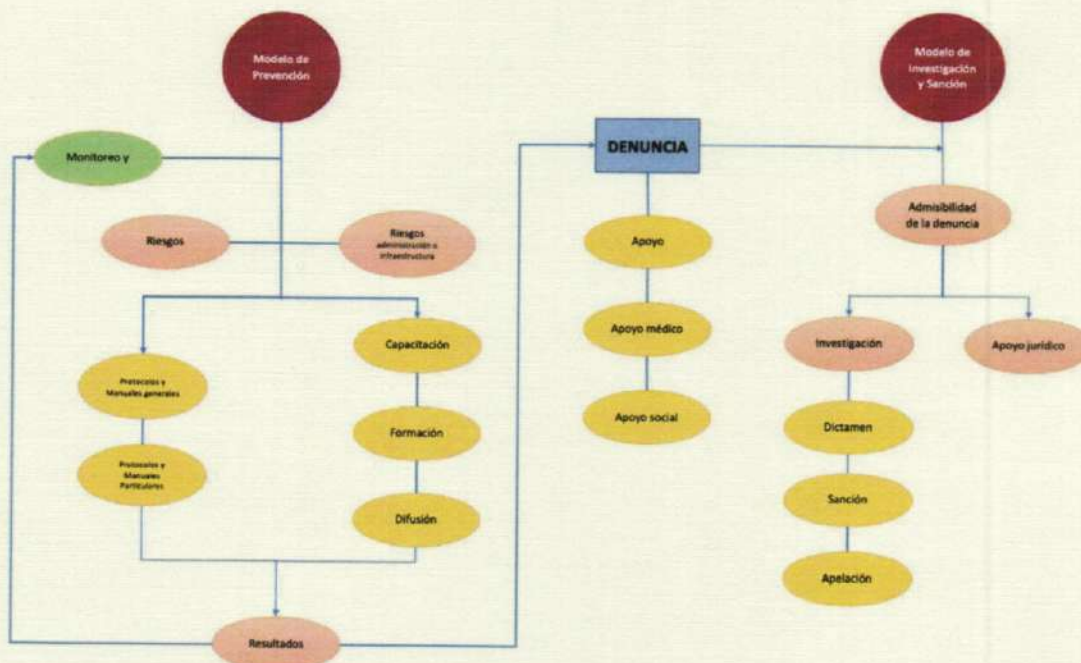 Modelo de
Prevención
Modelo de
Investigación
y Sanción
Monitoreo y
DENUNCIA
Admisibilidad
de la denuncia
Riesgos
Riesgos
administración o
infraestructura
Apoyo
Capacitación
Apoyo médico
Investigación
Apoyo jurídico
Protocolos y
Manuales generales
Formación
Apoyo social
Dictamen
Protocolos y
Manuales
Particulares
Difusión
Sanción
Apelación
Resultados